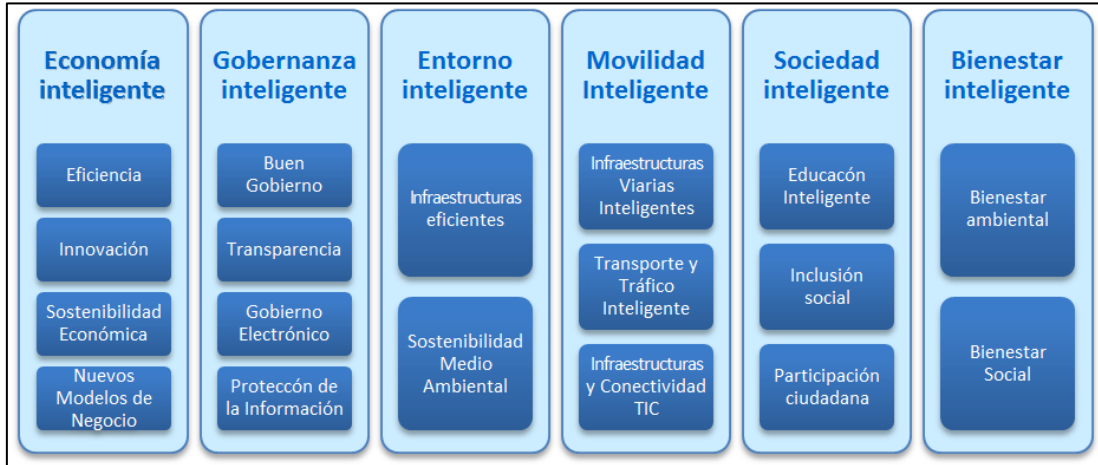 Economía
inteligente
Eficiencia
Innovación
Sostenibilidad
Económica
Nuevos
Modelos de
Negocio
Gobernanza
inteligente
Buen
Gobierno
Transparencia
Gobierno
Electrónico
Proteccón de
la Información
Entorno
inteligente
Infraestructuras
eficientes
Sostenibilidad
Medio
Ambiental
Movilidad
Inteligente
Infraestructuras
Viarias
Inteligentes
Transporte y
Tráfico
Inteligente
Infraestructuras
y Conectividad
TIC
Sociedad
inteligente
Educacón
Inteligente
Inclusión
social
Participación
ciudadana
Bienestar
inteligente
Bienestar
ambiental
Bienestar
Social